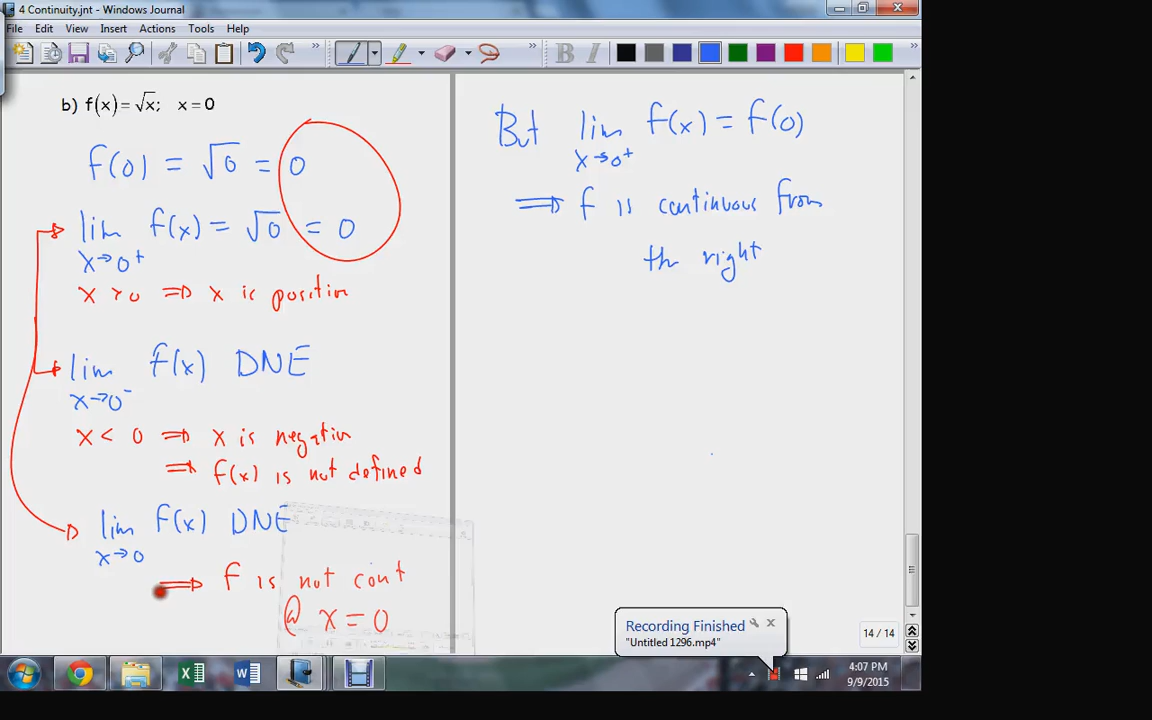 4 Continuity.jnt - Windows Journal
File Edit View Insert Actions Tools Help
b) f(x) = √x; x = 0
f(0) = √0 = 0
lim f(x) = √0 = 0
x→0⁺
x > 0 ⟹ x is positive
lim f(x) DNE
x→0⁻
x < 0 ⟹ x is negative
⟹ f(x) is not defined
lim f(x) DNE
x→0
⟹ f is not cont
@ x = 0
But lim f(x) = f(0)
x→0⁺
⟹ f is continuous from
the right
Recording Finished
"Untitled 1296.mp4"
14 / 14
4:07 PM
9/9/2015